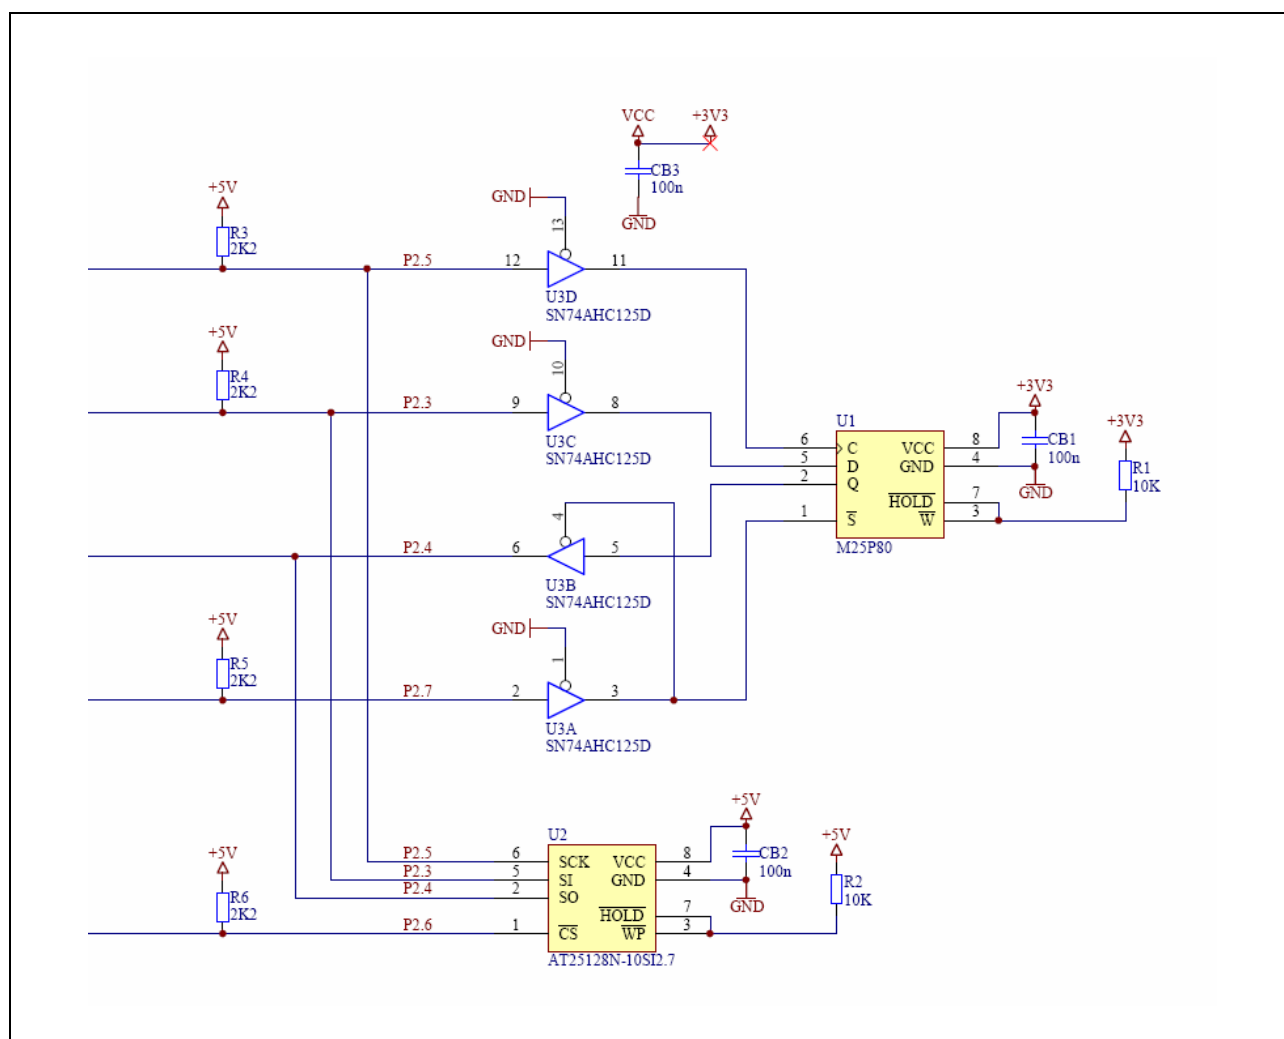 VCC +3V3
CB3
100n
GND
+5V
R3
2K2
GND
13
P2.5 12 11
U3D
SN74AHC125D
+5V
R4
2K2
GND
10
P2.3 9 8
U3C
SN74AHC125D
U1
+3V3
+3V3
CB1
100n
GND
R1
10K
6 C VCC 8
5 D GND 4
2 Q
HOLD 7
1 S W 3
M25P80
4
P2.4 6 5
U3B
SN74AHC125D
+5V
R5
2K2
GND
1
P2.7 2 3
U3A
SN74AHC125D
U2
+5V
+5V
CB2
100n
GND
R2
10K
+5V
R6
2K2
P2.5 6 SCK VCC 8
P2.3 5 SI GND 4
P2.4 2 SO
HOLD 7
P2.6 1 CS WP 3
AT25128N-10SI2.7